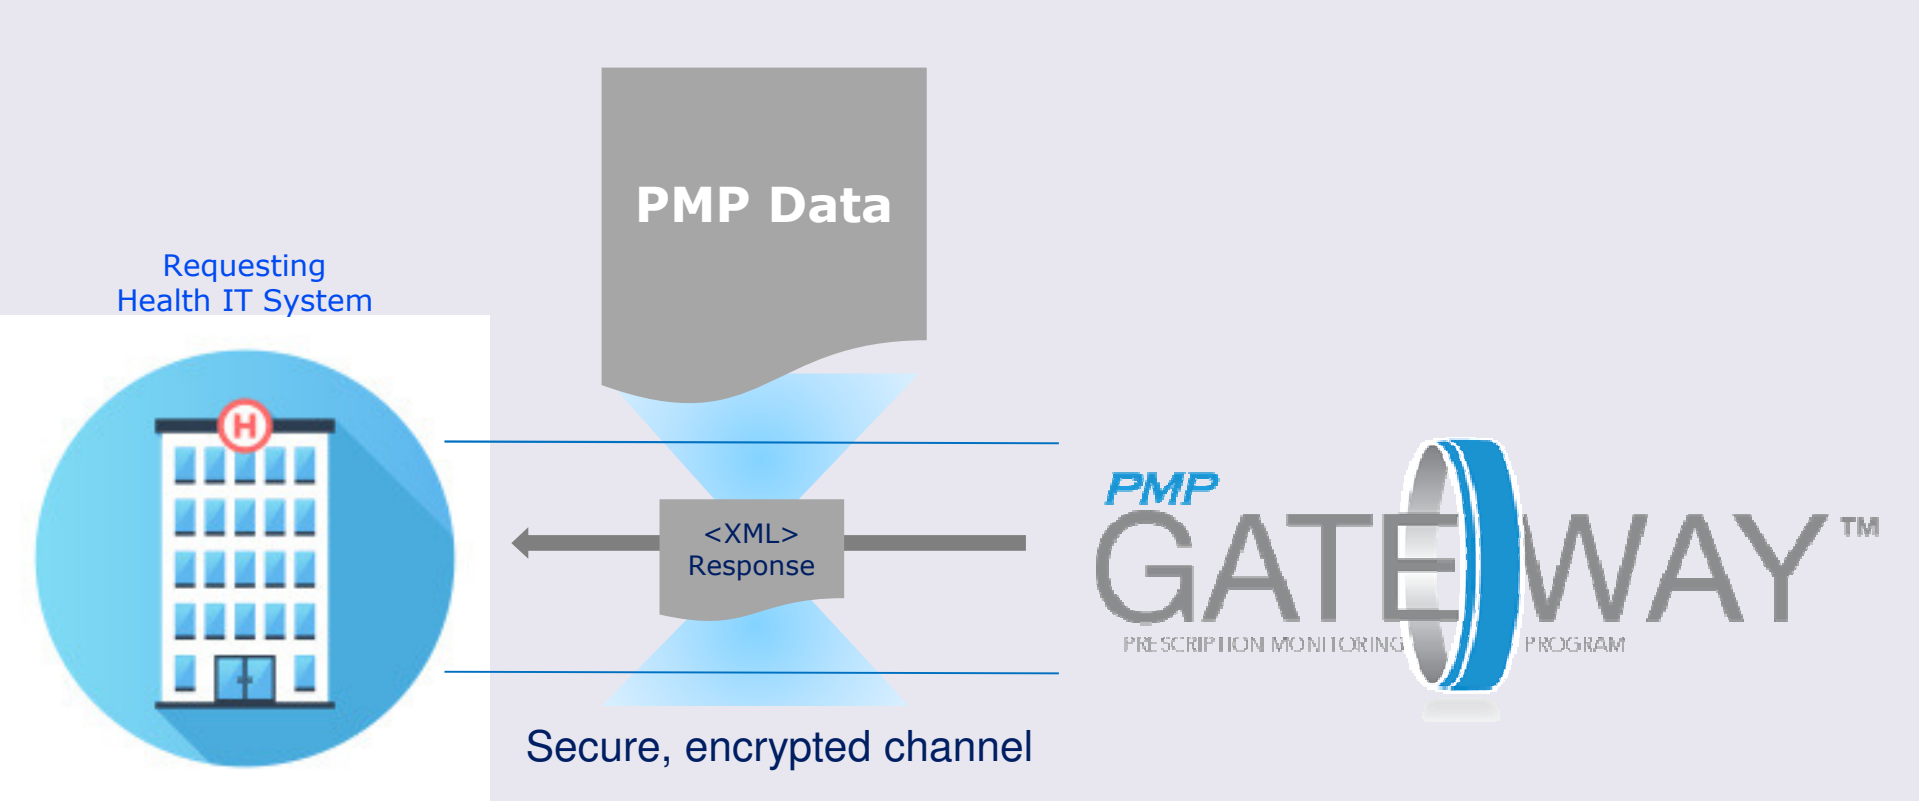 PMP Data
Requesting
Health IT System
H
<XML>
Response
PMP
GATEWAY™
PRESCRIPTION MONITORING PROGRAM
Secure, encrypted channel